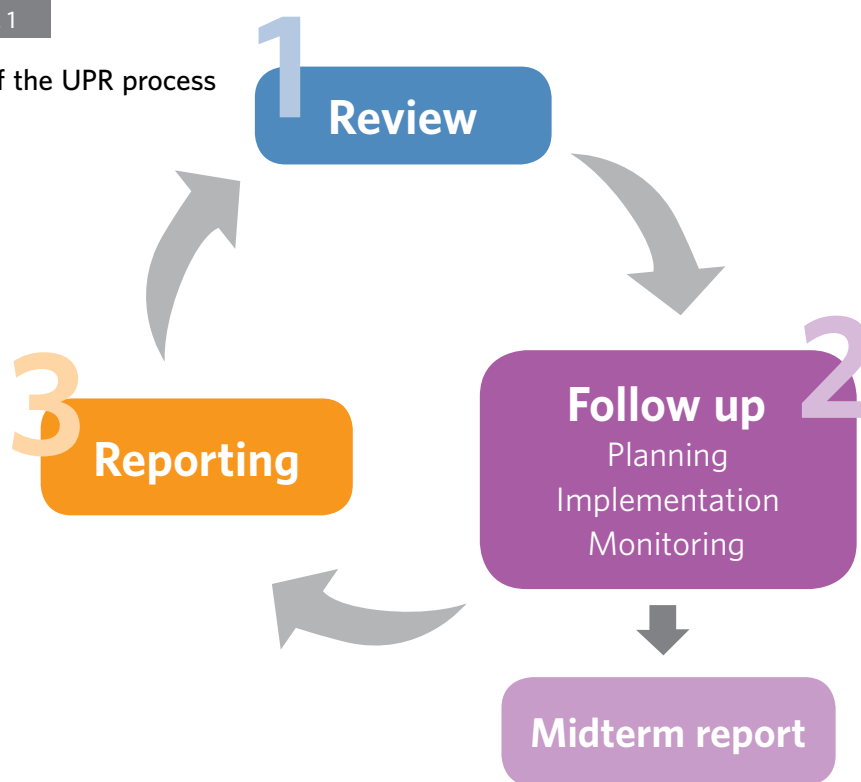 1
f the UPR process
1
Review
2
Follow up
Planning
Implementation
Monitoring
3
Reporting
Midterm report